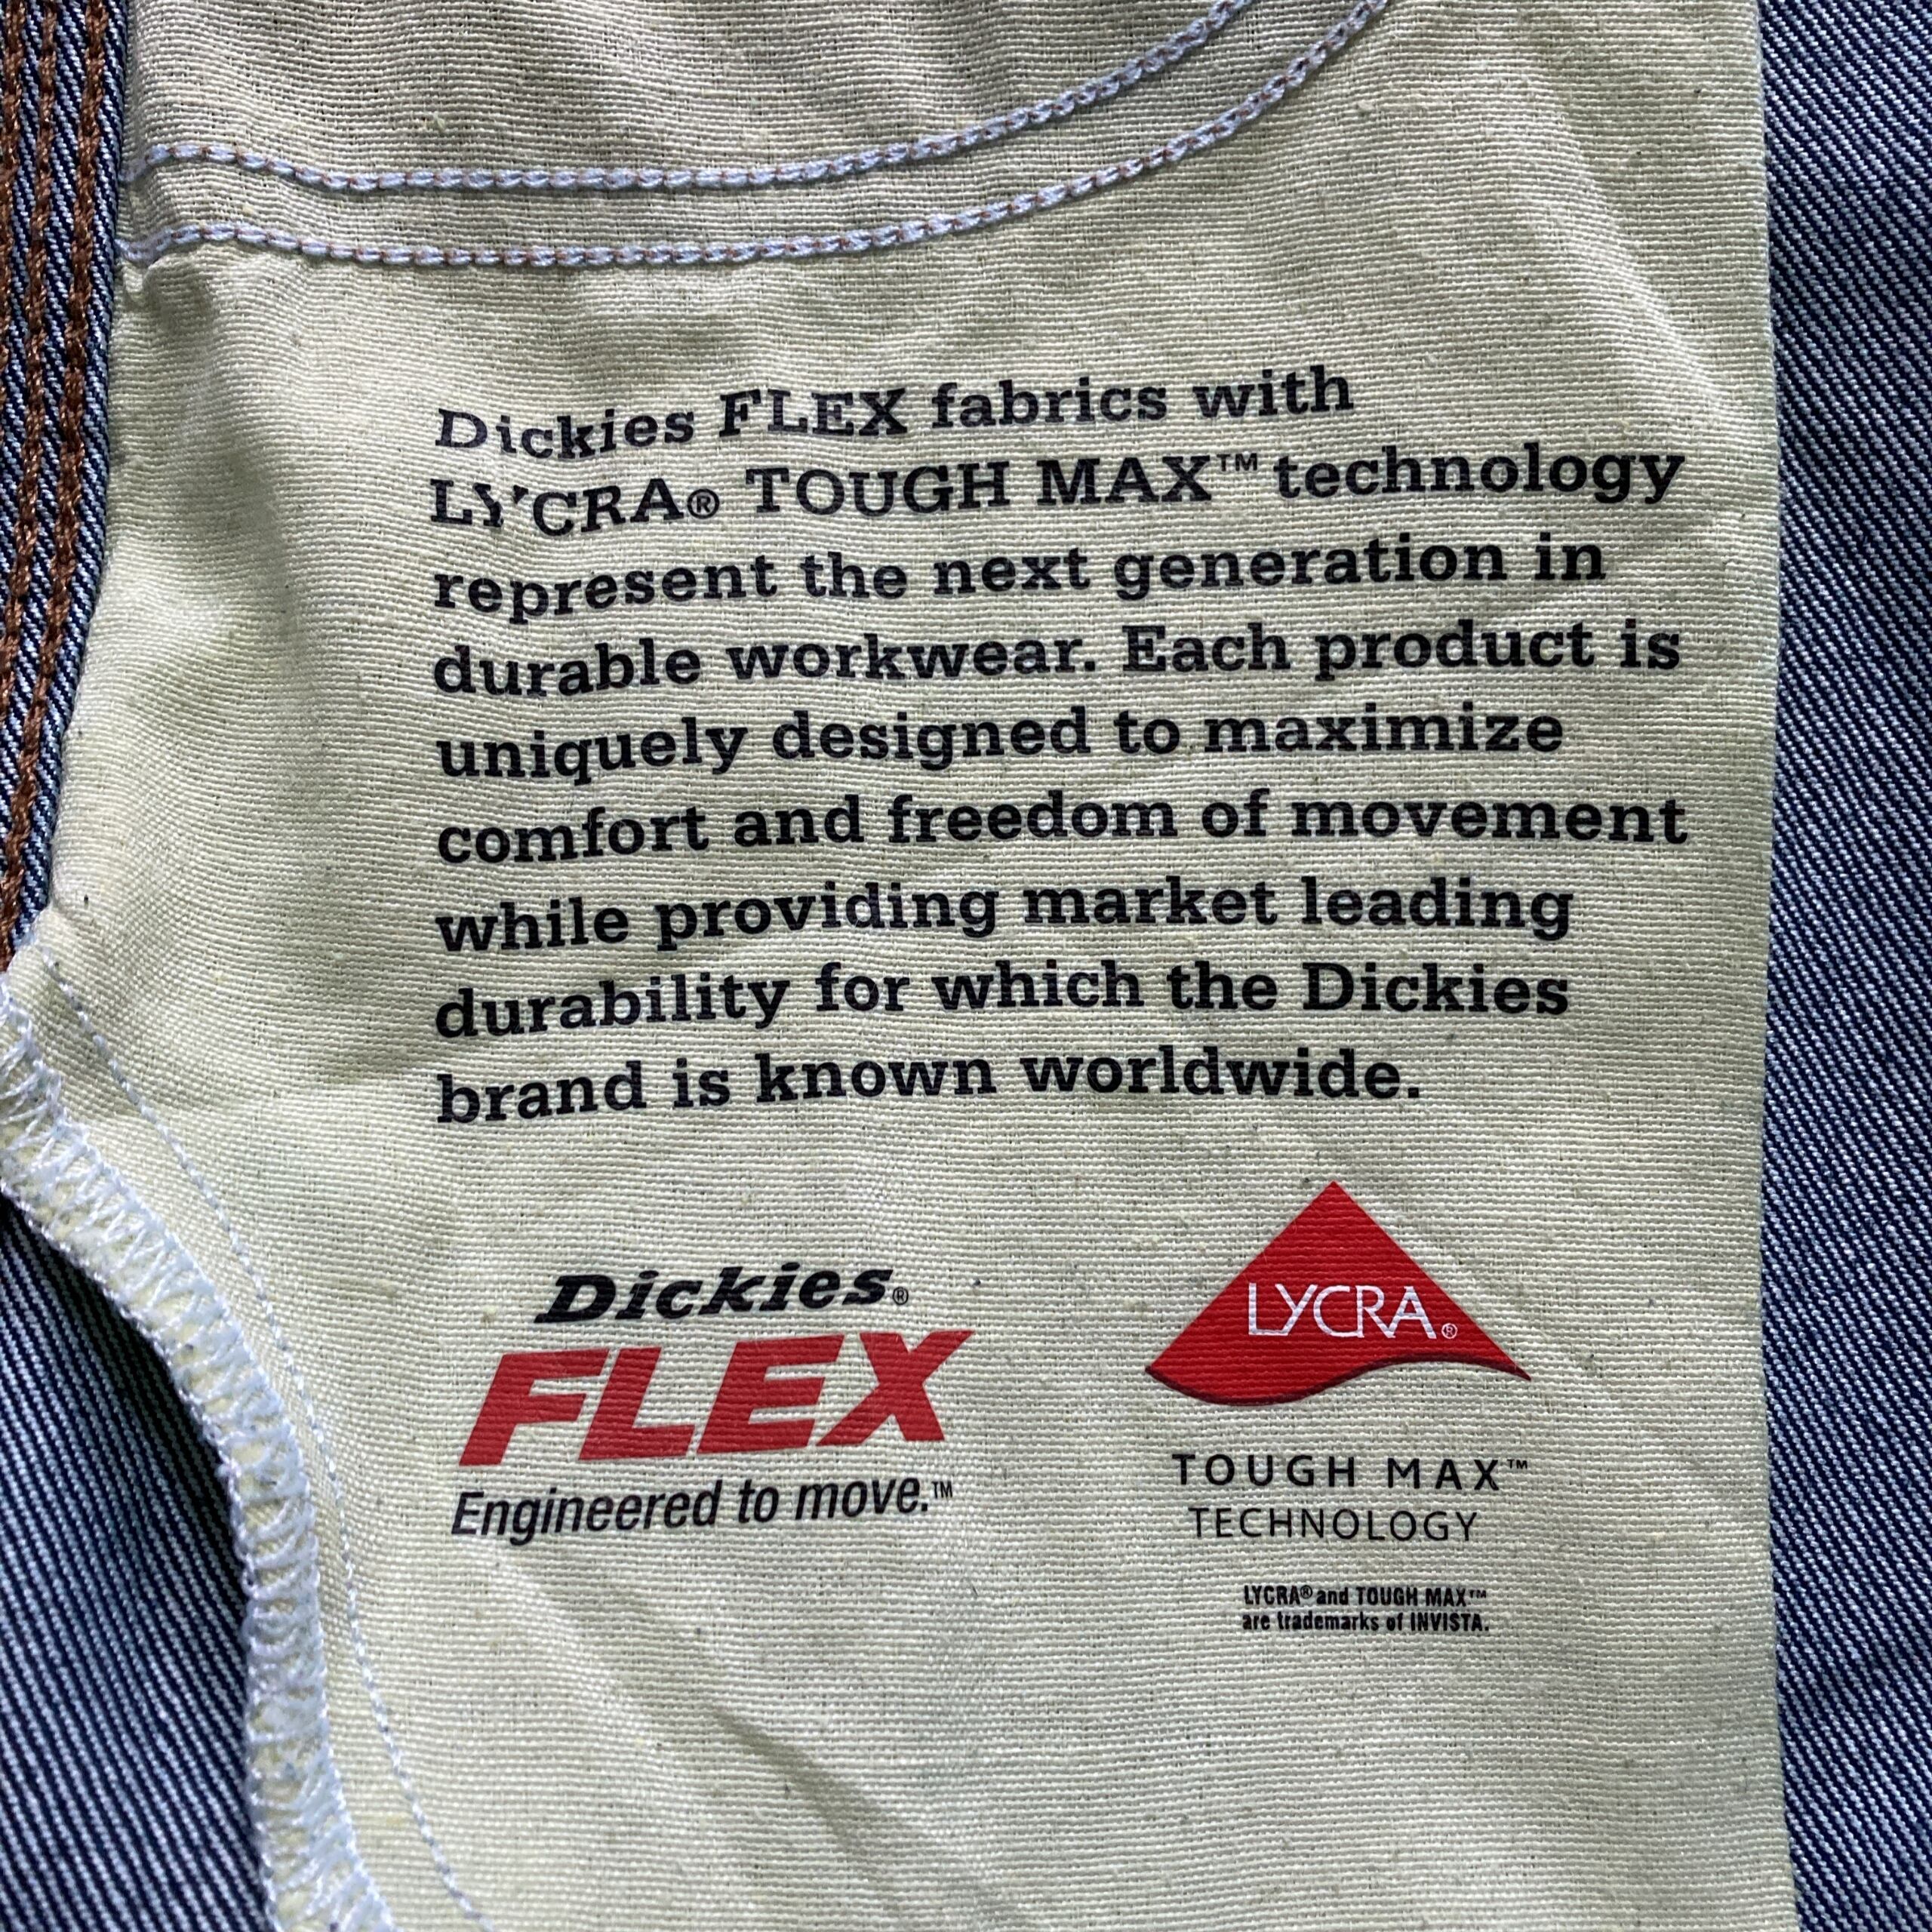 Dickies FLEX fabrics with
LYCRA® TOUGH MAX™ technology
represent the next generation in
durable workwear. Each product is
uniquely designed to maximize
comfort and freedom of movement
while providing market leading
durability for which the Dickies
brand is known worldwide.
Dickies®
FLEX
Engineered to move.™
LYCRA®
TOUGH MAX™
TECHNOLOGY
LYCRA® and TOUGH MAX™
are trademarks of INVISTA.